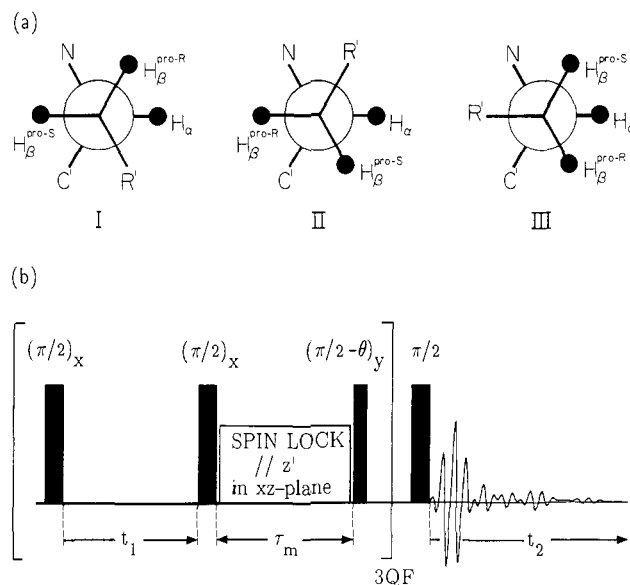 (a)
N
H_β^pro-R
H_β^pro-S
H_α
C' R'
I
N R'
H_β^pro-R
H_α
H_β^pro-S
C'
II
N
H_β^pro-S
R'
H_α
H_β^pro-R
C'
III
(b)
(π/2)_x (π/2)_x (π/2-θ)_y π/2
SPIN LOCK
// z'
in xz-plane
t_1 τ_m t_2
3QF